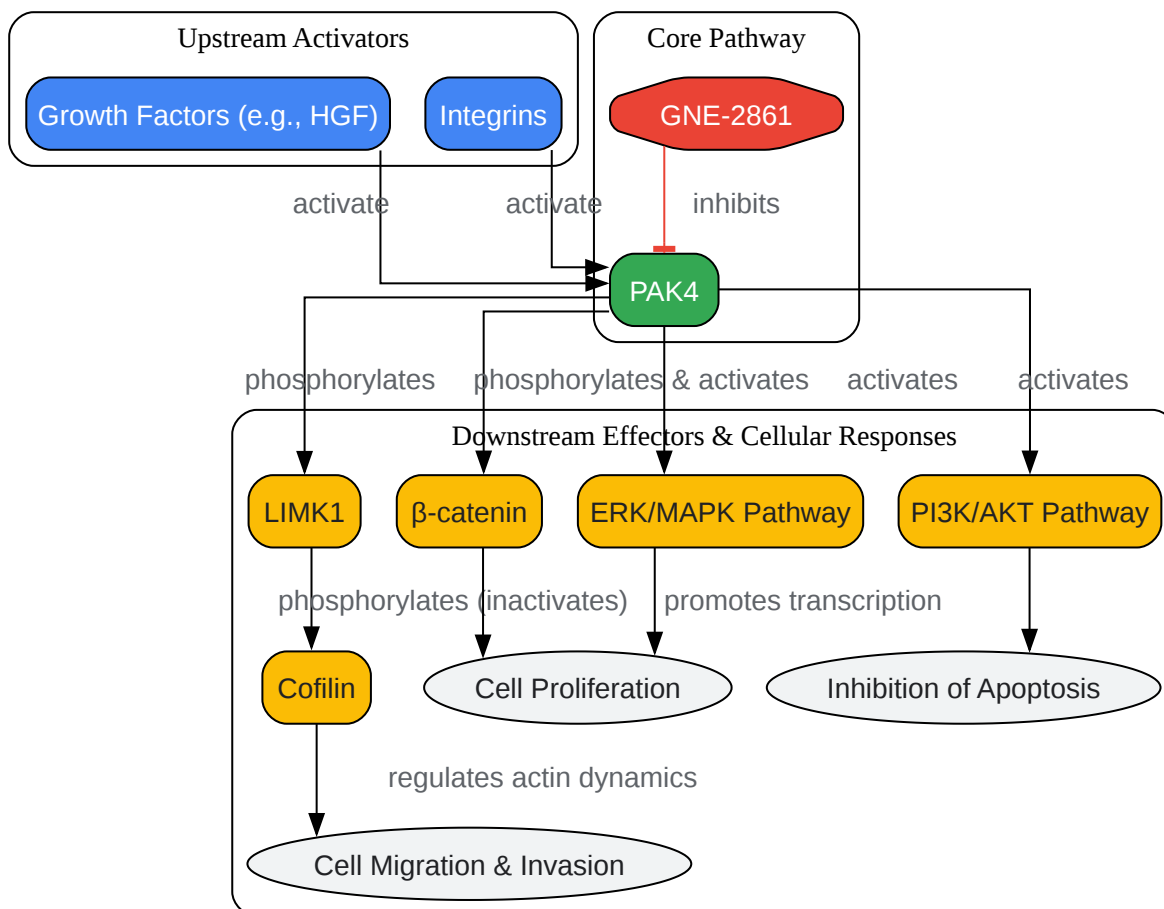 Upstream Activators
Core Pathway
Growth Factors (e.g., HGF)
Integrins
GNE-2861
activate
activate
inhibits
PAK4
phosphorylates
phosphorylates & activates
activates
activates
Downstream Effectors & Cellular Responses
LIMK1
β-catenin
ERK/MAPK Pathway
PI3K/AKT Pathway
phosphorylates (inactivates)
promotes transcription
Cofilin
Cell Proliferation
Inhibition of Apoptosis
regulates actin dynamics
Cell Migration & Invasion